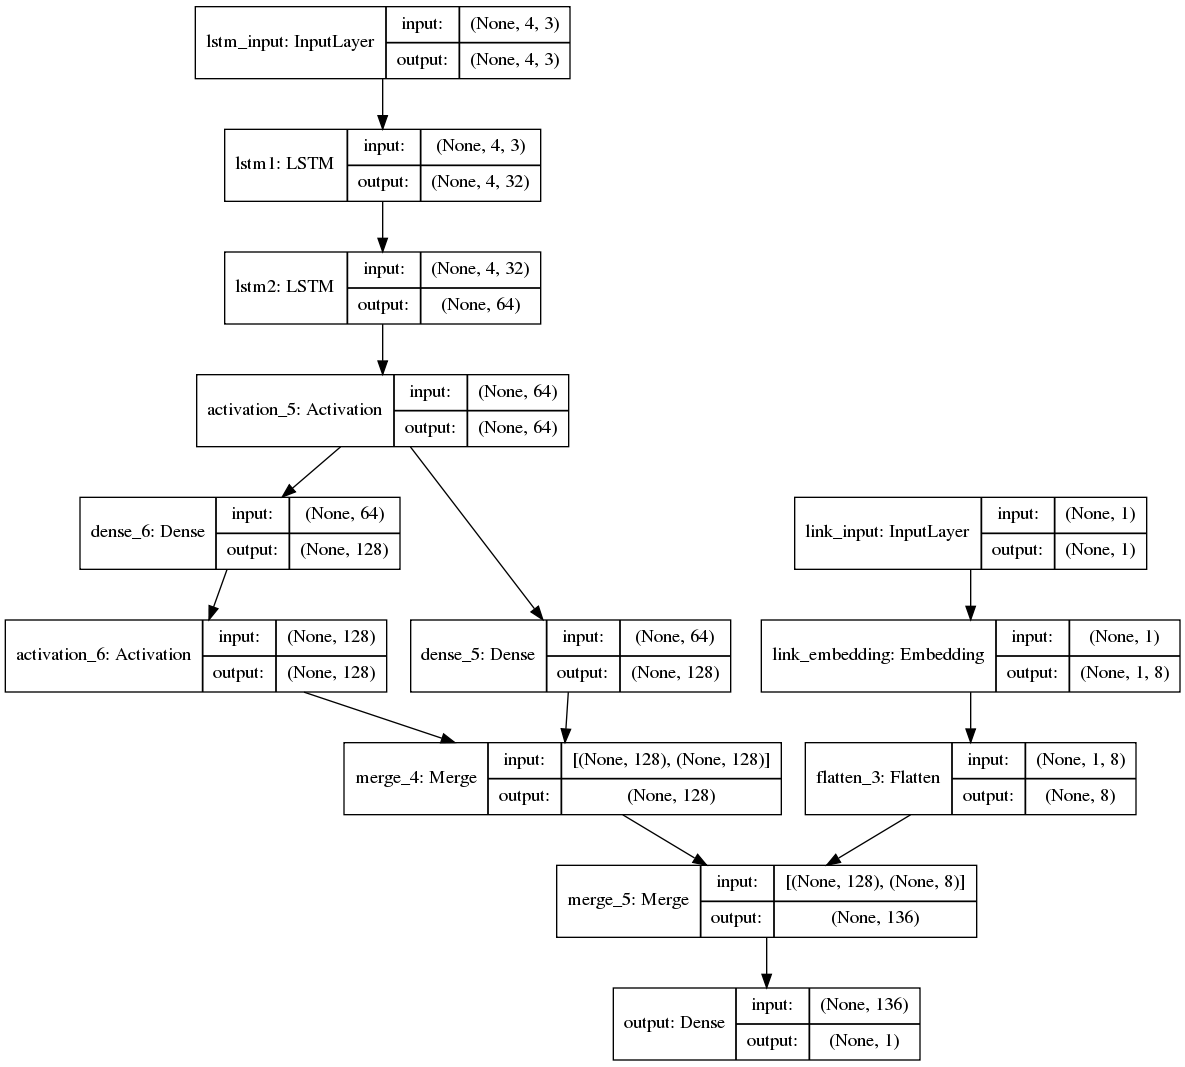 lstm_input: InputLayer
input:
(None, 4, 3)
output:
(None, 4, 3)
lstm1: LSTM
input:
(None, 4, 3)
output:
(None, 4, 32)
lstm2: LSTM
input:
(None, 4, 32)
output:
(None, 64)
activation_5: Activation
input:
(None, 64)
output:
(None, 64)
dense_6: Dense
input:
(None, 64)
output:
(None, 128)
link_input: InputLayer
input:
(None, 1)
output:
(None, 1)
activation_6: Activation
input:
(None, 128)
output:
(None, 128)
dense_5: Dense
input:
(None, 64)
output:
(None, 128)
link_embedding: Embedding
input:
(None, 1)
output:
(None, 1, 8)
merge_4: Merge
input:
[(None, 128), (None, 128)]
output:
(None, 128)
flatten_3: Flatten
input:
(None, 1, 8)
output:
(None, 8)
merge_5: Merge
input:
[(None, 128), (None, 8)]
output:
(None, 136)
output: Dense
input:
(None, 136)
output:
(None, 1)